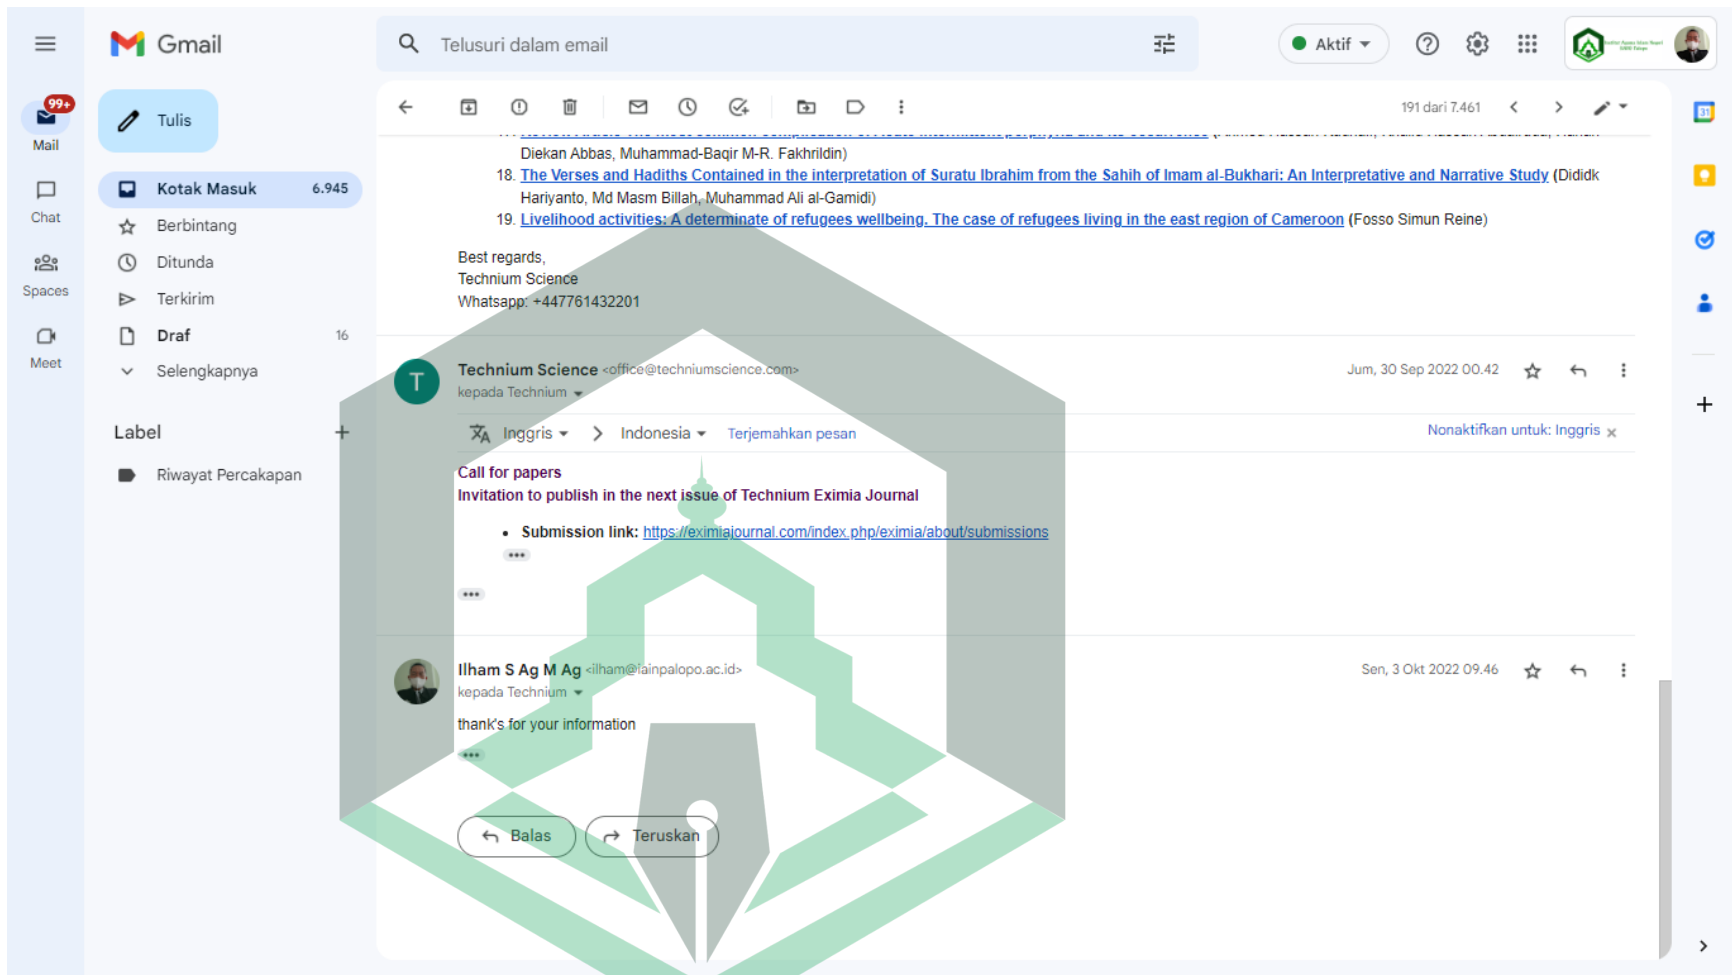 Gmail
Telusuri dalam email
Aktif
99+
Mail
Tulis
191 dari 7.461
Diekan Abbas, Muhammad-Baqir M-R. Fakhrildin)
Kotak Masuk 6.945
18. The Verses and Hadiths Contained in the interpretation of Suratu Ibrahim from the Sahih of Imam al-Bukhari: An Interpretative and Narrative Study (Dididk
Hariyanto, Md Masm Billah, Muhammad Ali al-Gamidi)
Chat
Berbintang
19. Livelihood activities: A determinate of refugees wellbeing. The case of refugees living in the east region of Cameroon (Fosso Simun Reine)
Ditunda
Best regards,
Technium Science
Whatsapp: +447761432201
Spaces
Terkirim
Draf 16
Meet
Selengkapnya
T
Technium Science <office@techniumscience.com>
Jum, 30 Sep 2022 00.42
kepada Technium
Label
Inggris
Indonesia
Terjemahkan pesan
Nonaktifkan untuk: Inggris
Riwayat Percakapan
Call for papers
Invitation to publish in the next issue of Technium Eximia Journal
• Submission link: https://eximiajournal.com/index.php/eximia/about/submissions
Ilham S Ag M Ag <ilham@iainpalopo.ac.id>
Sen, 3 Okt 2022 09.46
kepada Technium
thank's for your information
Balas
Teruskan
31